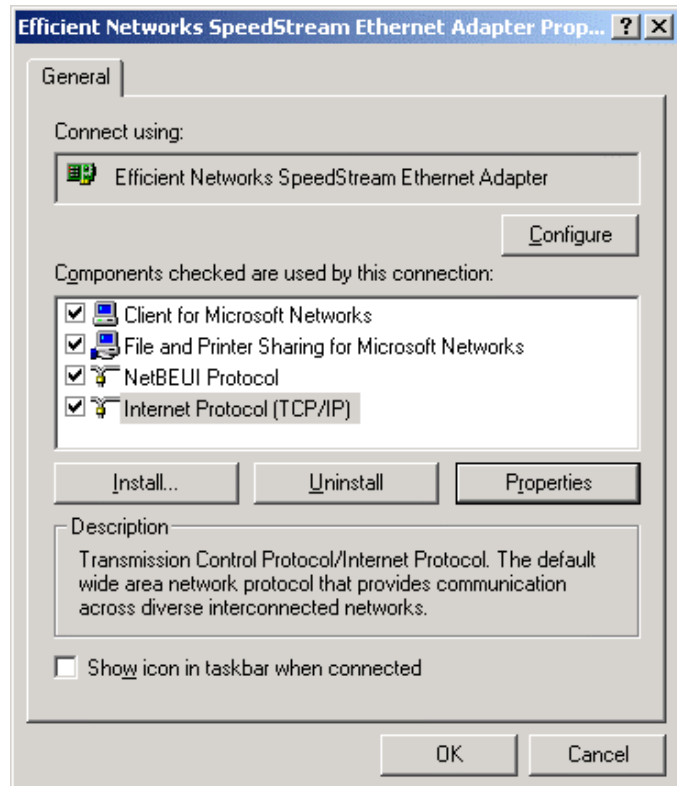 Efficient Networks SpeedStream Ethernet Adapter Prop...
General
Connect using:
Efficient Networks SpeedStream Ethernet Adapter
Configure
Components checked are used by this connection:
Client for Microsoft Networks
File and Printer Sharing for Microsoft Networks
NetBEUI Protocol
Internet Protocol (TCP/IP)
Install... Uninstall Properties
Description
Transmission Control Protocol/Internet Protocol. The default
wide area network protocol that provides communication
across diverse interconnected networks.
Show icon in taskbar when connected
OK Cancel